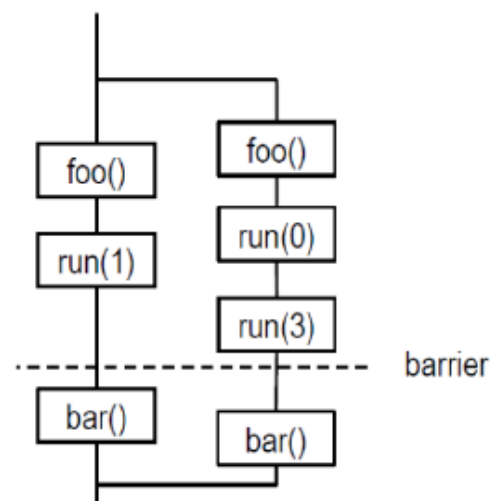 foo()
foo()
run(1)
run(0)
run(3)
barrier
bar()
bar()